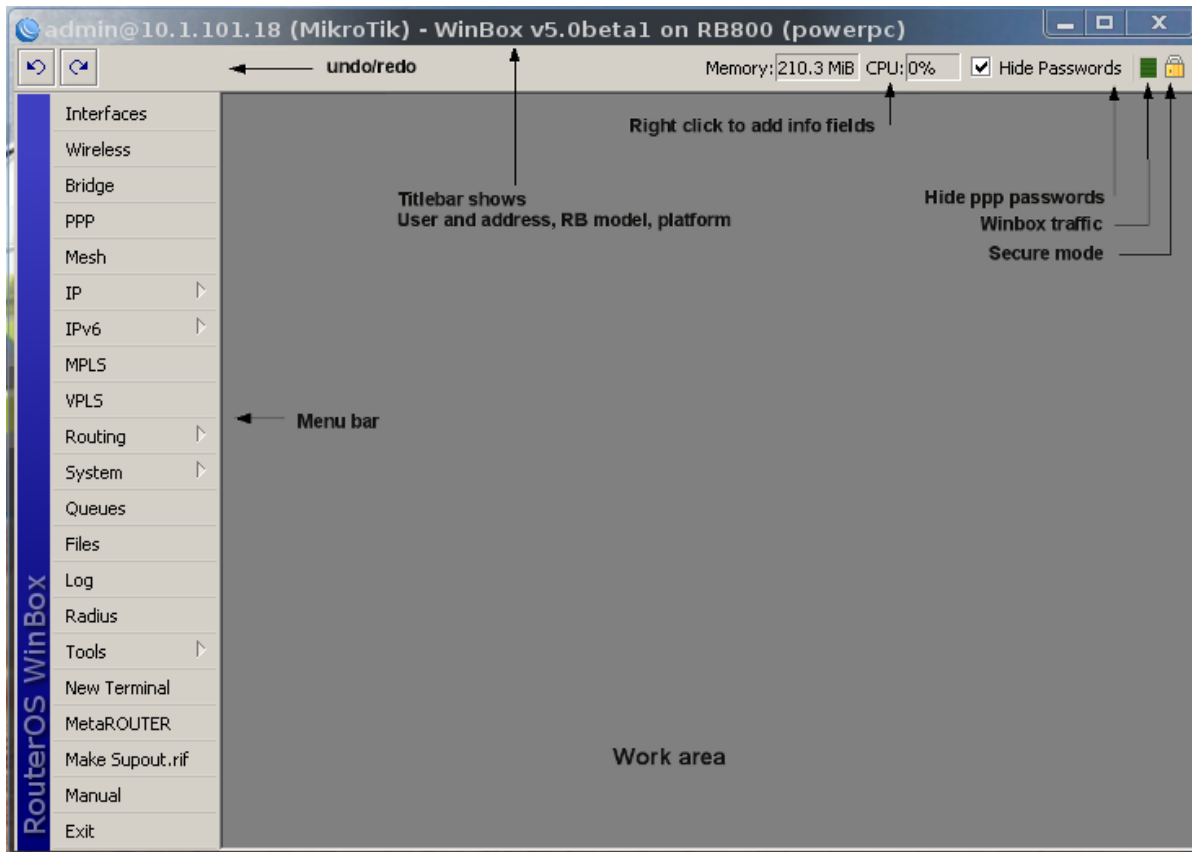 admin@10.1.101.18 (MikroTik) - WinBox v5.0beta1 on RB800 (powerpc)
undo/redo
Memory: 210.3 MiB CPU: 0% Hide Passwords
Right click to add info fields
Titlebar shows
User and address, RB model, platform
Hide ppp passwords
Winbox traffic
Secure mode
Interfaces
Wireless
Bridge
PPP
Mesh
IP
IPv6
MPLS
VPLS
Menu bar
Routing
System
Queues
Files
Log
Radius
Tools
New Terminal
MetaROUTER
Make Supout.rif
Manual
Exit
Work area
RouterOS WinBox